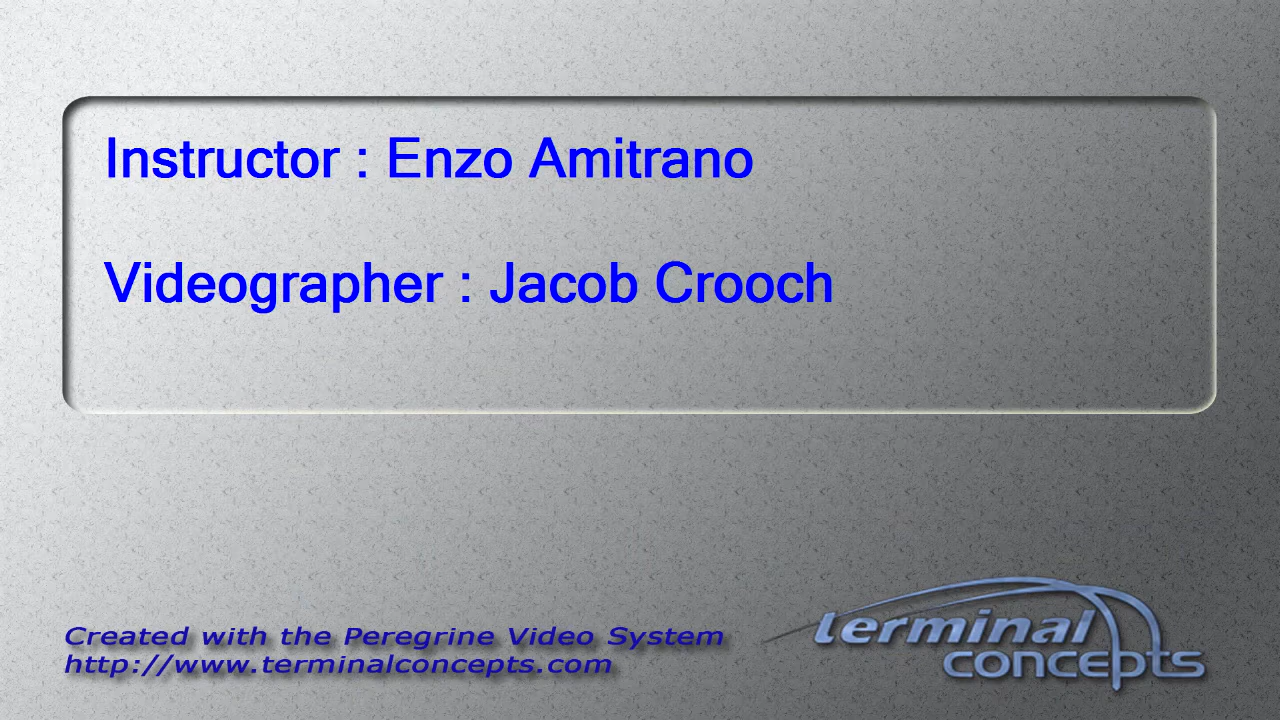 Instructor : Enzo Amitrano
Videographer : Jacob Crooch
Created with the Peregrine Video System
http://www.terminalconcepts.com
terminal
concepts